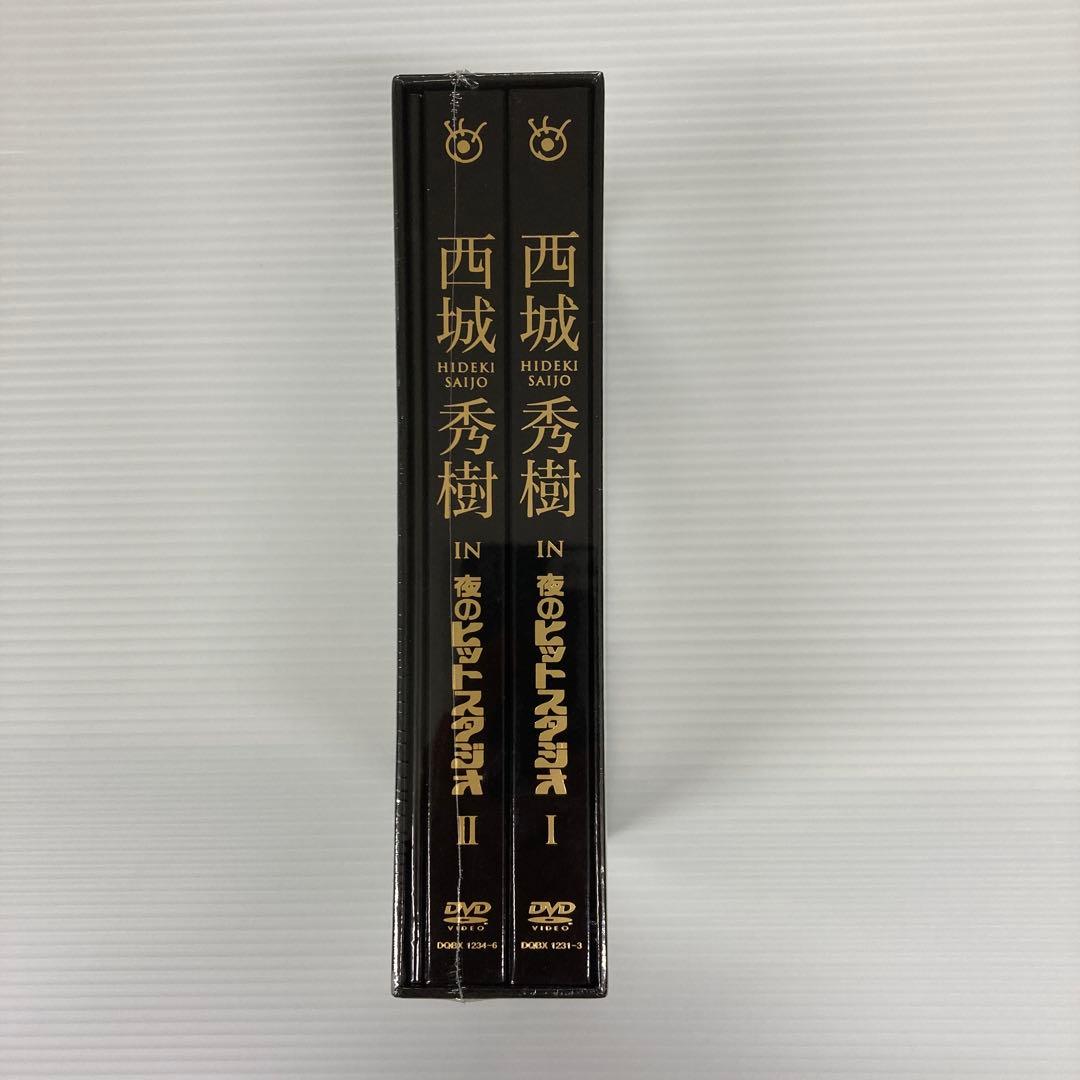 西城
HIDEKI
SAIJO
秀樹
IN
夜のヒットスタジオ
II
DVD
VIDEO
DQBX 1234-6
西城
HIDEKI
SAIJO
秀樹
IN
夜のヒットスタジオ
I
DVD
VIDEO
DQBX 1231-3